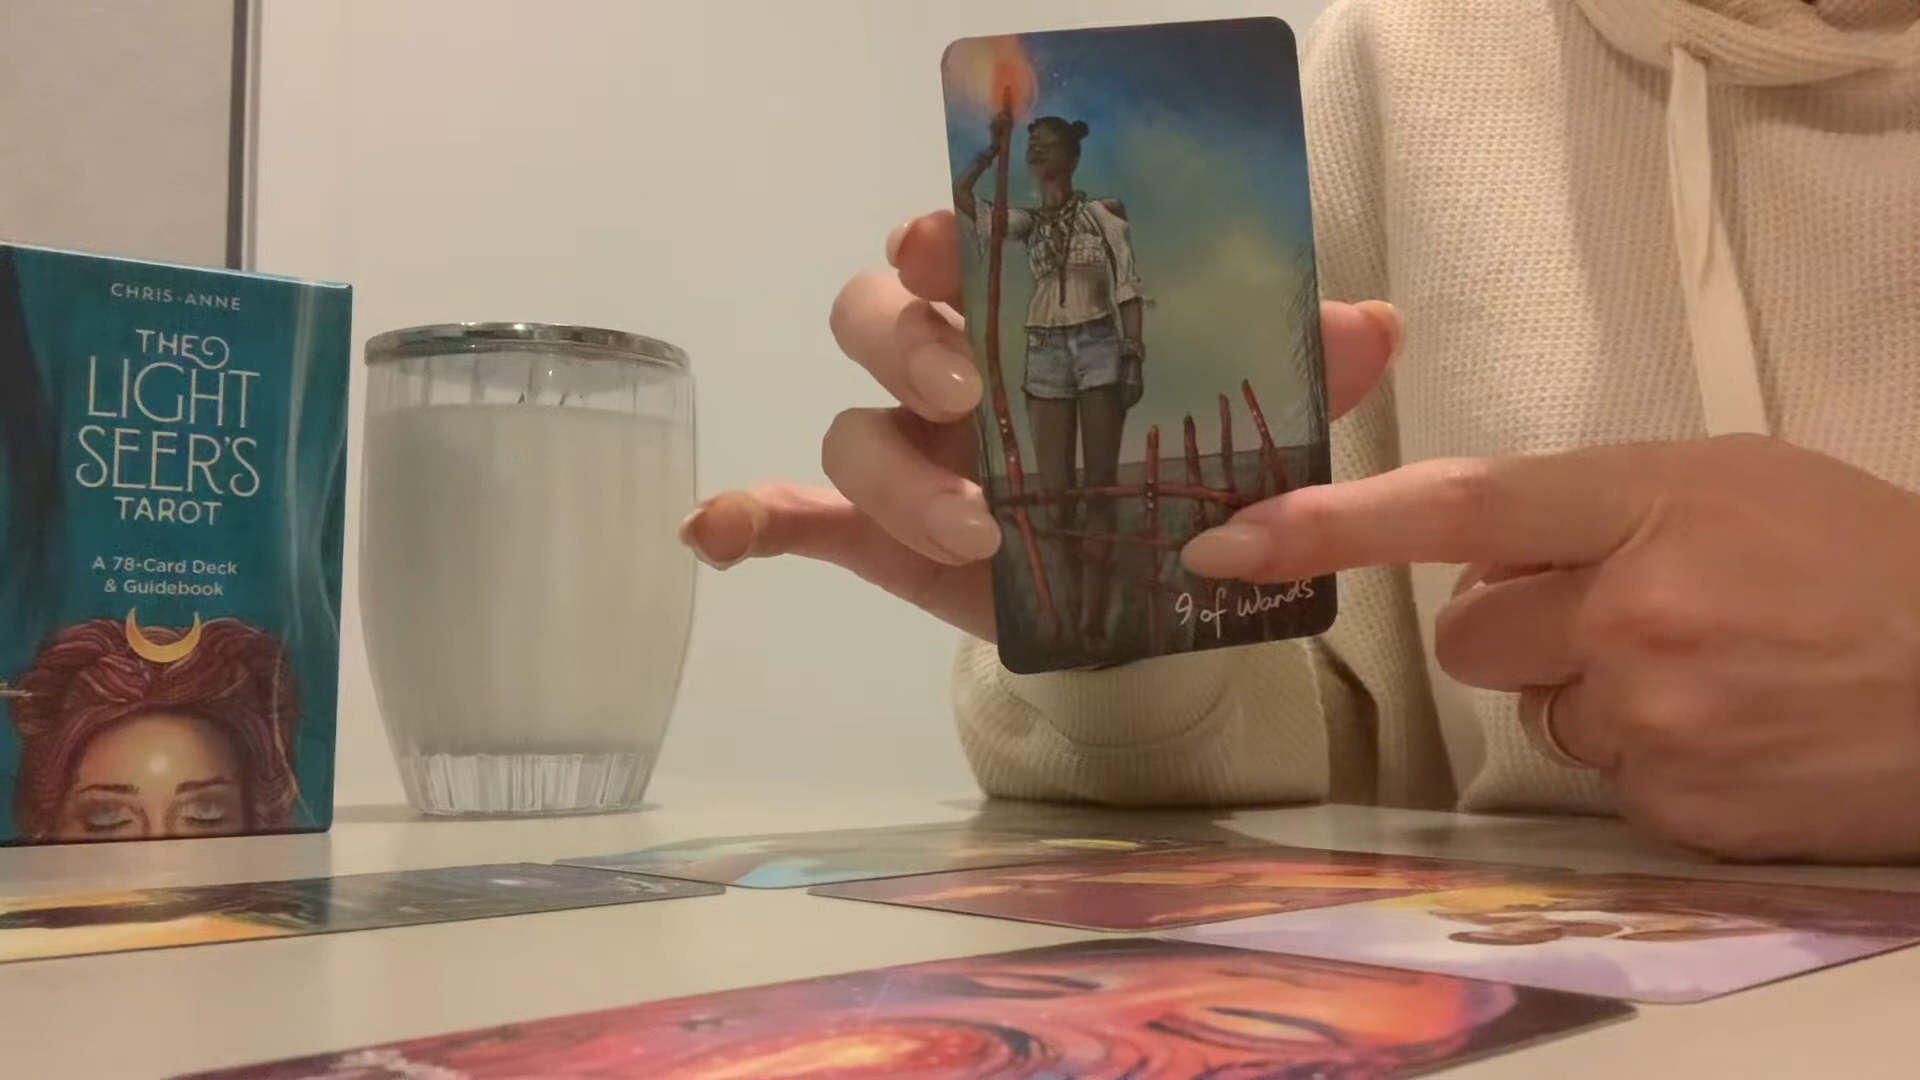 CHRIS-ANNE
THE
LIGHT
SEER'S
TAROT
A 78-Card Deck
& Guidebook
9 of Wands